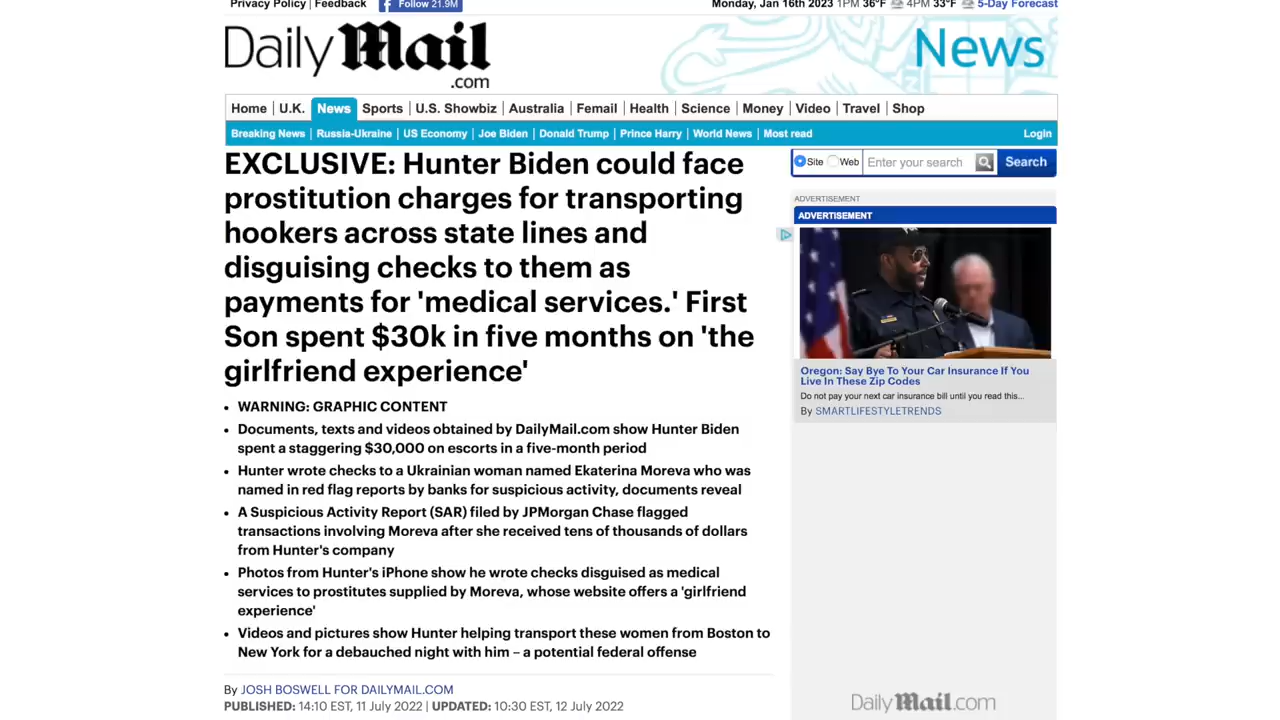 Privacy Policy | Feedback Follow 21.9M Monday, Jan 16th 2023 1PM 36°F 4PM 33°F 5-Day Forecast
Daily Mail
.com
News
Home U.K. News Sports U.S. Showbiz Australia Femail Health Science Money Video Travel Shop
Breaking News Russia-Ukraine US Economy Joe Biden Donald Trump Prince Harry World News Most read Login
Site Web Enter your search Search
EXCLUSIVE: Hunter Biden could face
prostitution charges for transporting
hookers across state lines and
disguising checks to them as
payments for 'medical services.' First
Son spent $30k in five months on 'the
girlfriend experience'
• WARNING: GRAPHIC CONTENT
• Documents, texts and videos obtained by DailyMail.com show Hunter Biden
spent a staggering $30,000 on escorts in a five-month period
• Hunter wrote checks to a Ukrainian woman named Ekaterina Moreva who was
named in red flag reports by banks for suspicious activity, documents reveal
• A Suspicious Activity Report (SAR) filed by JPMorgan Chase flagged
transactions involving Moreva after she received tens of thousands of dollars
from Hunter's company
• Photos from Hunter's iPhone show he wrote checks disguised as medical
services to prostitutes supplied by Moreva, whose website offers a 'girlfriend
experience'
• Videos and pictures show Hunter helping transport these women from Boston to
New York for a debauched night with him – a potential federal offense
By JOSH BOSWELL FOR DAILYMAIL.COM
PUBLISHED: 14:10 EST, 11 July 2022 | UPDATED: 10:30 EST, 12 July 2022
ADVERTISEMENT
ADVERTISEMENT
Oregon: Say Bye To Your Car Insurance If You
Live In These Zip Codes
Do not pay your next car insurance bill until you read this...
By SMARTLIFESTYLETRENDS
Daily Mail.com